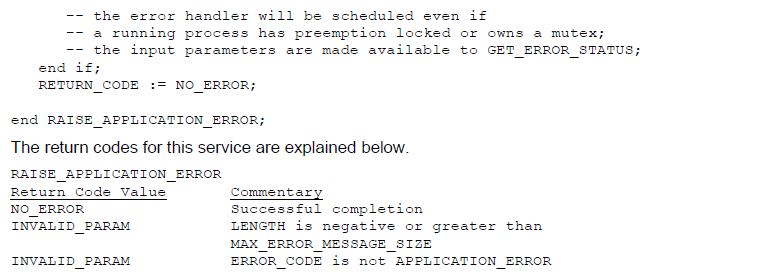 -- the error handler will be scheduled even if
-- a running process has preemption locked or owns a mutex;
-- the input parameters are made available to GET_ERROR_STATUS;
end if;
RETURN_CODE := NO_ERROR;
end RAISE_APPLICATION_ERROR;
The return codes for this service are explained below.
RAISE_APPLICATION_ERROR
Return Code Value Commentary
NO_ERROR Successful completion
INVALID_PARAM LENGTH is negative or greater than
MAX_ERROR_MESSAGE_SIZE
INVALID_PARAM ERROR_CODE is not APPLICATION_ERROR